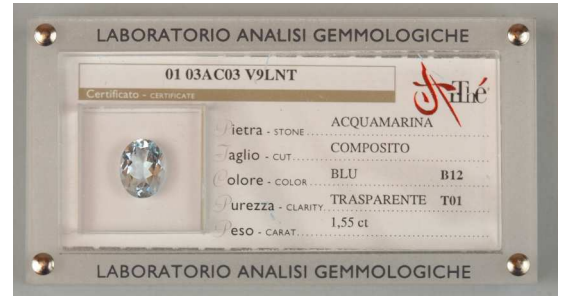 LABORATORIO ANALISI GEMMOLOGICHE
01 03AC03 V9LNT
Certificato - CERTIFICATE
Pietra - STONE ACQUAMARINA
Taglio - CUT COMPOSITO
Colore - COLOR BLU B12
Purezza - CLARITY TRASPARENTE T01
Peso - CARAT 1,55 ct
LABORATORIO ANALISI GEMMOLOGICHE